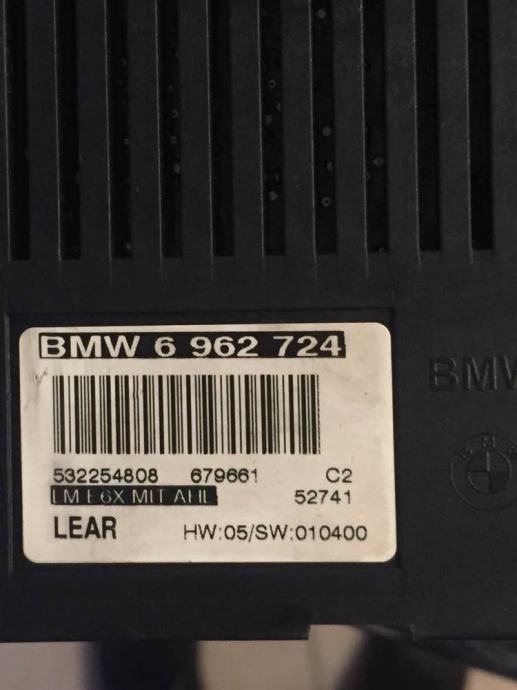 BMW 6 962 724
BMW
532254808 679661 C2
LM E6X MIT AHL 52741
LEAR HW:05/SW:010400